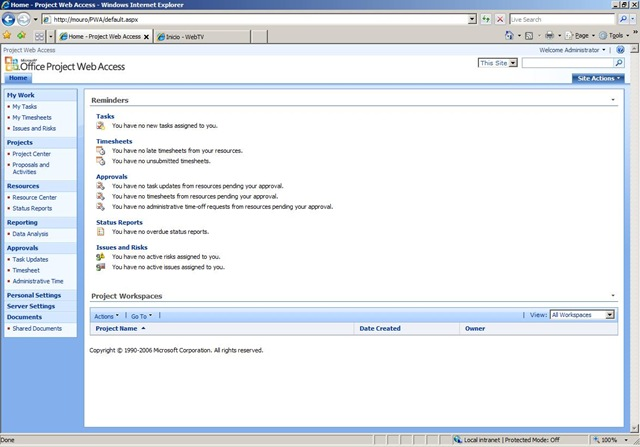 Home - Project Web Access - Windows Internet Explorer
http://mouro/PWA/default.aspx
Live Search
Home - Project Web Access
Inicio - WebTV
Page
Tools
Project Web Access
Welcome Administrator
Microsoft
Office Project Web Access
This Site
Home
Site Actions
My Work
My Tasks
My Timesheets
Issues and Risks
Projects
Project Center
Proposals and
Activities
Resources
Resource Center
Status Reports
Reporting
Data Analysis
Approvals
Task Updates
Timesheet
Administrative Time
Personal Settings
Server Settings
Documents
Shared Documents
Reminders
Tasks
You have no new tasks assigned to you.
Timesheets
You have no late timesheets from your resources.
You have no unsubmitted timesheets.
Approvals
You have no task updates from resources pending your approval.
You have no timesheets from resources pending your approval.
You have no administrative time-off requests from resources pending your approval.
Status Reports
You have no overdue status reports.
Issues and Risks
You have no active risks assigned to you.
You have no active issues assigned to you.
Project Workspaces
Actions Go To View: All Workspaces
Project Name Date Created Owner
Copyright © 1990-2006 Microsoft Corporation. All rights reserved.
Done Local intranet | Protected Mode: Off 100%